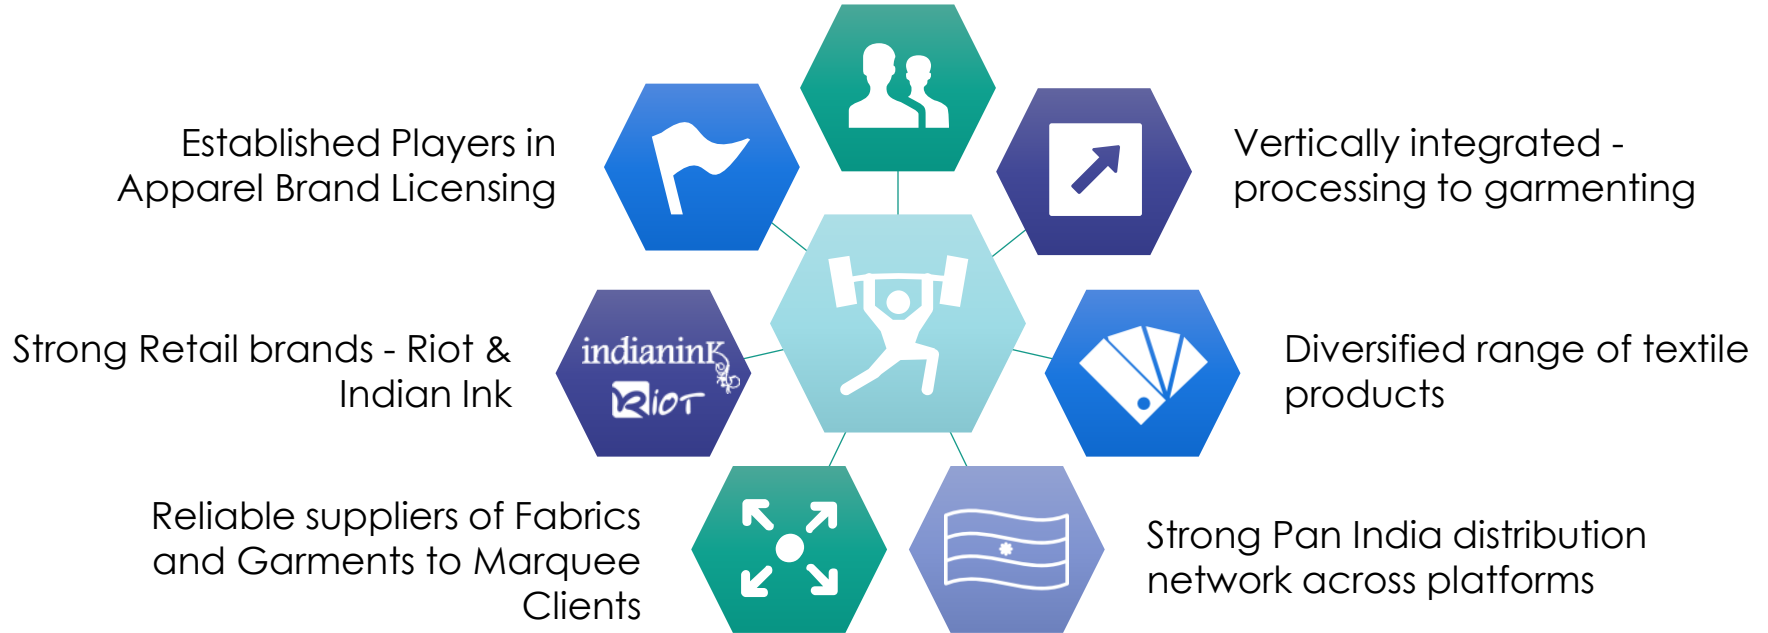 Established Players in
Apparel Brand Licensing
Vertically integrated -
processing to garmenting
Strong Retail brands - Riot &
Indian Ink
indianink
RIOT
Diversified range of textile
products
Reliable suppliers of Fabrics
and Garments to Marquee
Clients
Strong Pan India distribution
network across platforms